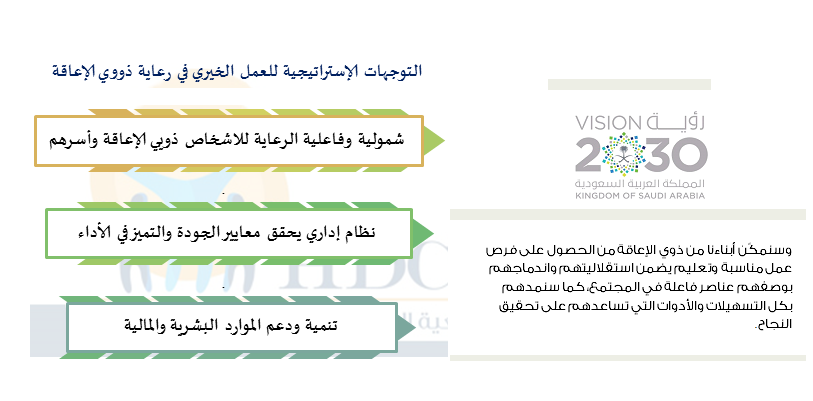 التوجهات الإستراتيجية للعمل الخيري في رعاية ذووي الإعاقة
شمولية وفاعلية الرعاية للاشخاص ذويي الإعاقة وأسرهم
نظام إداري يحقق معايير الجودة والتميز في الأداء
تنمية ودعم الموارد البشرية والمالية
VISION رؤيـــة
2030
المملكة العربية السعودية
KINGDOM OF SAUDI ARABIA
وسنمكّن أبناءنا من ذوي الإعاقة من الحصول على فرص
عمل مناسبة وتعليم يضمن استقلاليتهم واندماجهم
بوصفهم عناصر فاعلة في المجتمع، كما سنمدهم
بكل التسهيلات والأدوات التي تساعدهم على تحقيق
النجاح.